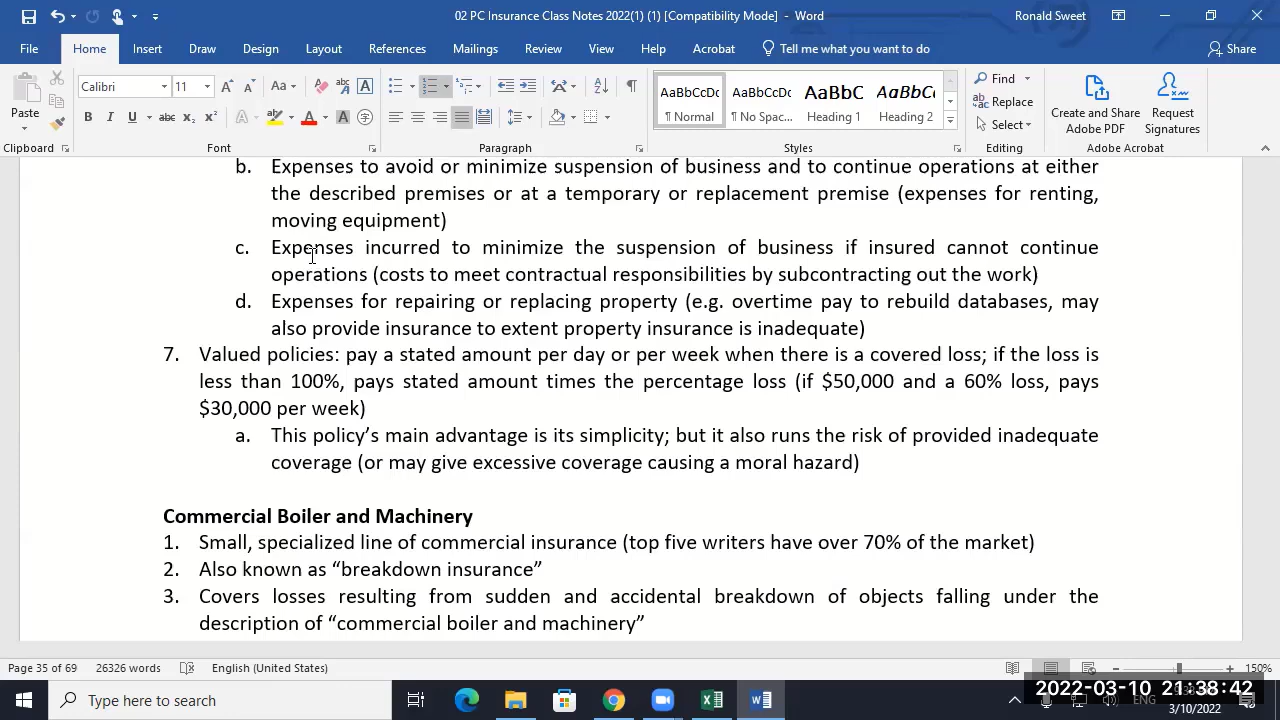 02 PC Insurance Class Notes 2022(1) (1) [Compatibility Mode] - Word
Ronald Sweet
File Home Insert Draw Design Layout References Mailings Review View Help Acrobat Tell me what you want to do Share
Paste
Calibri 11
Clipboard Font Paragraph
AaBbCcDc AaBbCcDc AaBbC AaBbC
¶ Normal ¶ No Spac... Heading 1 Heading 2
Styles
Find
Replace
Select
Editing
Create and Share Adobe PDF
Request Signatures
Adobe Acrobat
b. Expenses to avoid or minimize suspension of business and to continue operations at either
the described premises or at a temporary or replacement premise (expenses for renting,
moving equipment)
c. Expenses incurred to minimize the suspension of business if insured cannot continue
operations (costs to meet contractual responsibilities by subcontracting out the work)
d. Expenses for repairing or replacing property (e.g. overtime pay to rebuild databases, may
also provide insurance to extent property insurance is inadequate)
7. Valued policies: pay a stated amount per day or per week when there is a covered loss; if the loss is
less than 100%, pays stated amount times the percentage loss (if $50,000 and a 60% loss, pays
$30,000 per week)
a. This policy’s main advantage is its simplicity; but it also runs the risk of provided inadequate
coverage (or may give excessive coverage causing a moral hazard)
Commercial Boiler and Machinery
1. Small, specialized line of commercial insurance (top five writers have over 70% of the market)
2. Also known as “breakdown insurance”
3. Covers losses resulting from sudden and accidental breakdown of objects falling under the
description of “commercial boiler and machinery”
Page 35 of 69 26326 words English (United States) 150%
Type here to search
2022-03-10 21:38:42
ENG
3/10/2022